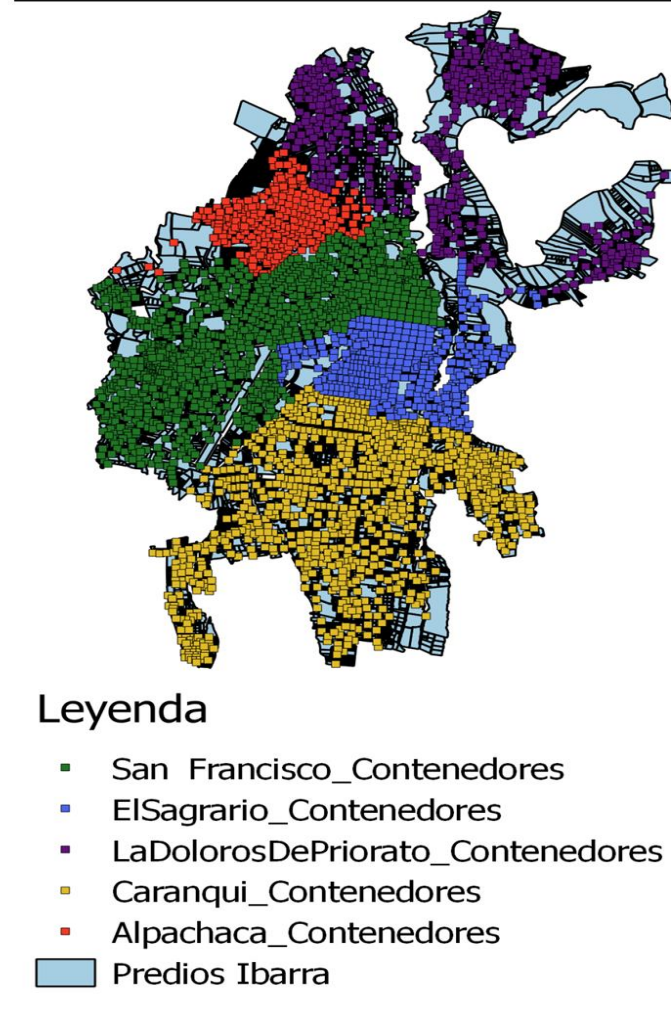 Leyenda
San Francisco_Contenedores
ElSagrario_Contenedores
LaDolorosDePriorato_Contenedores
Caranqui_Contenedores
Alpachaca_Contenedores
Predios Ibarra